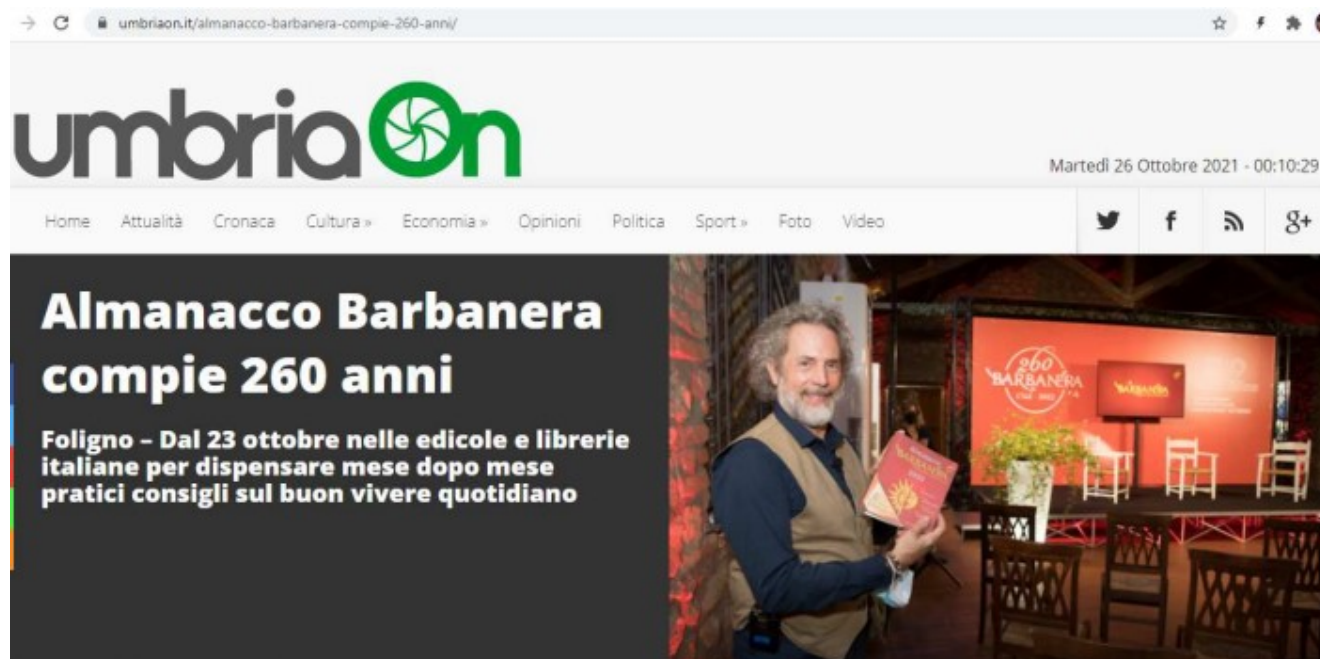 umbriaon.it/almanacco-barbanera-compie-260-anni/
umbriaOn
Martedì 26 Ottobre 2021 - 00:10:29
Home Attualità Cronaca Cultura » Economia » Opinioni Politica Sport » Foto Video
f
g+
Almanacco Barbanera
compie 260 anni
Foligno – Dal 23 ottobre nelle edicole e librerie
italiane per dispensare mese dopo mese
pratici consigli sul buon vivere quotidiano
260
BARBANERA
BARBANERA
BARBANERA